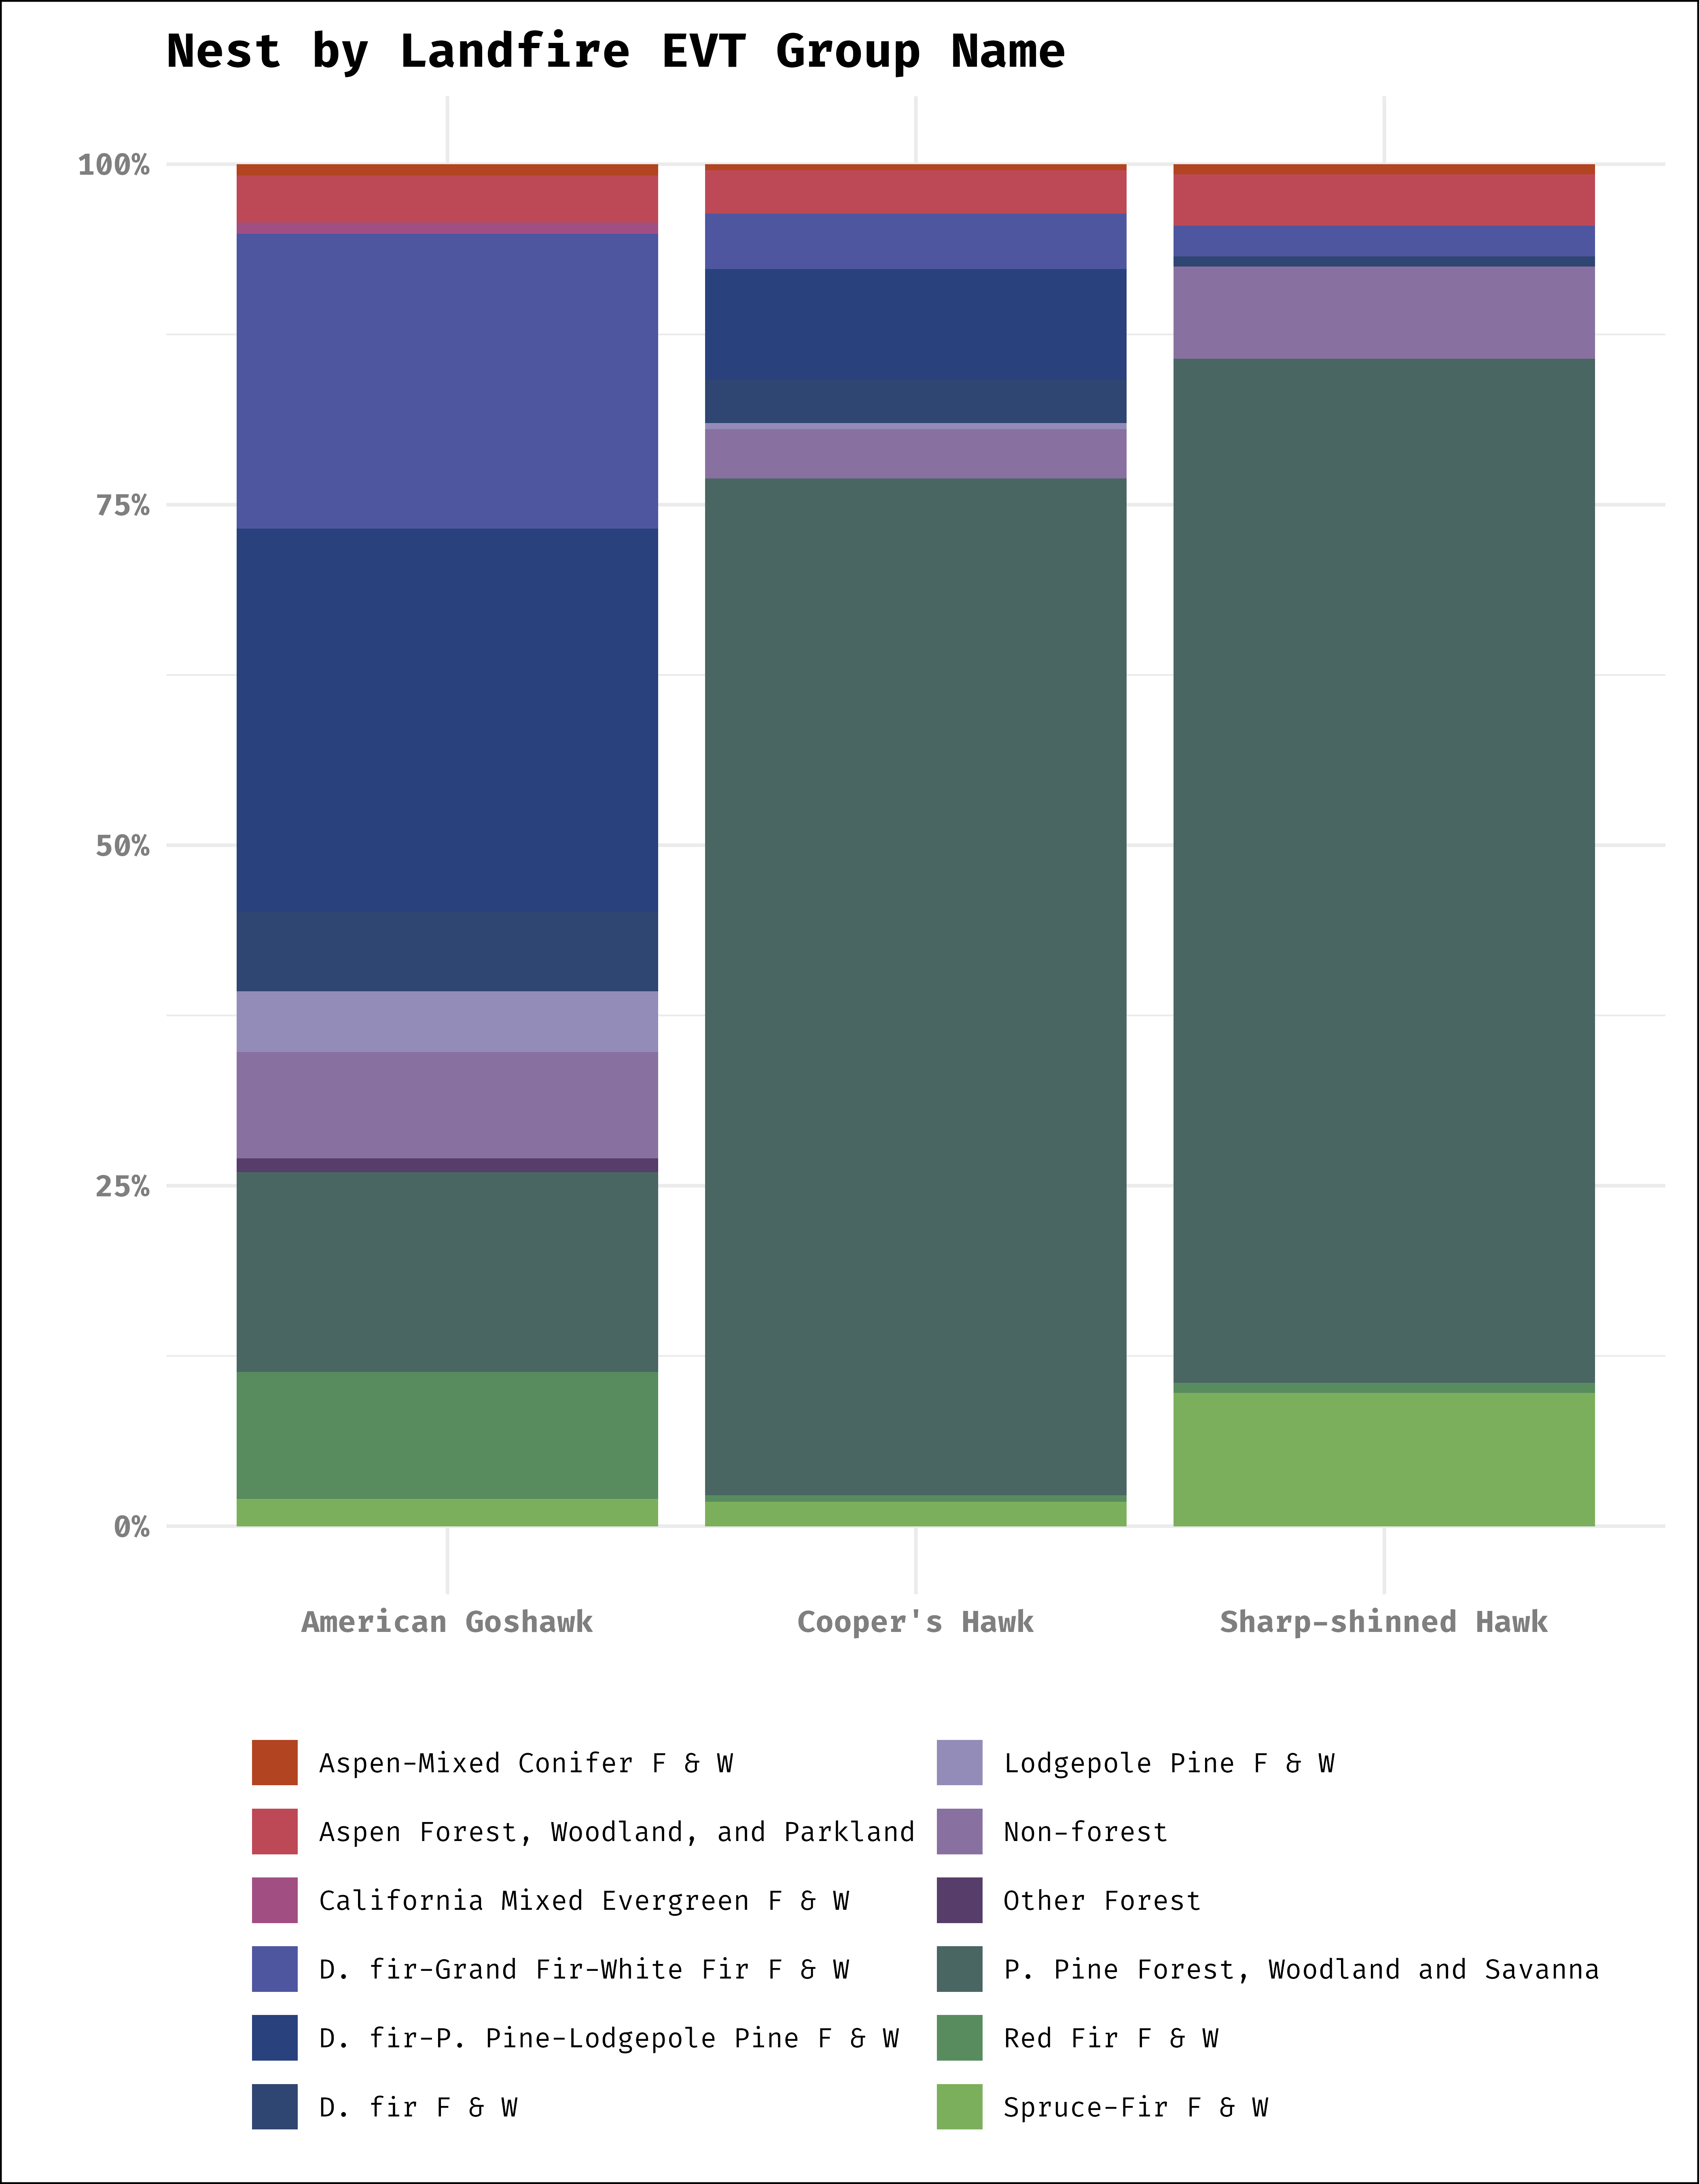 Nest by Landfire EVT Group Name
100%
75%
50%
25%
0%
American Goshawk Cooper's Hawk Sharp-shinned Hawk
Aspen-Mixed Conifer F & W
Aspen Forest, Woodland, and Parkland
California Mixed Evergreen F & W
D. fir-Grand Fir-White Fir F & W
D. fir-P. Pine-Lodgepole Pine F & W
D. fir F & W
Lodgepole Pine F & W
Non-forest
Other Forest
P. Pine Forest, Woodland and Savanna
Red Fir F & W
Spruce-Fir F & W